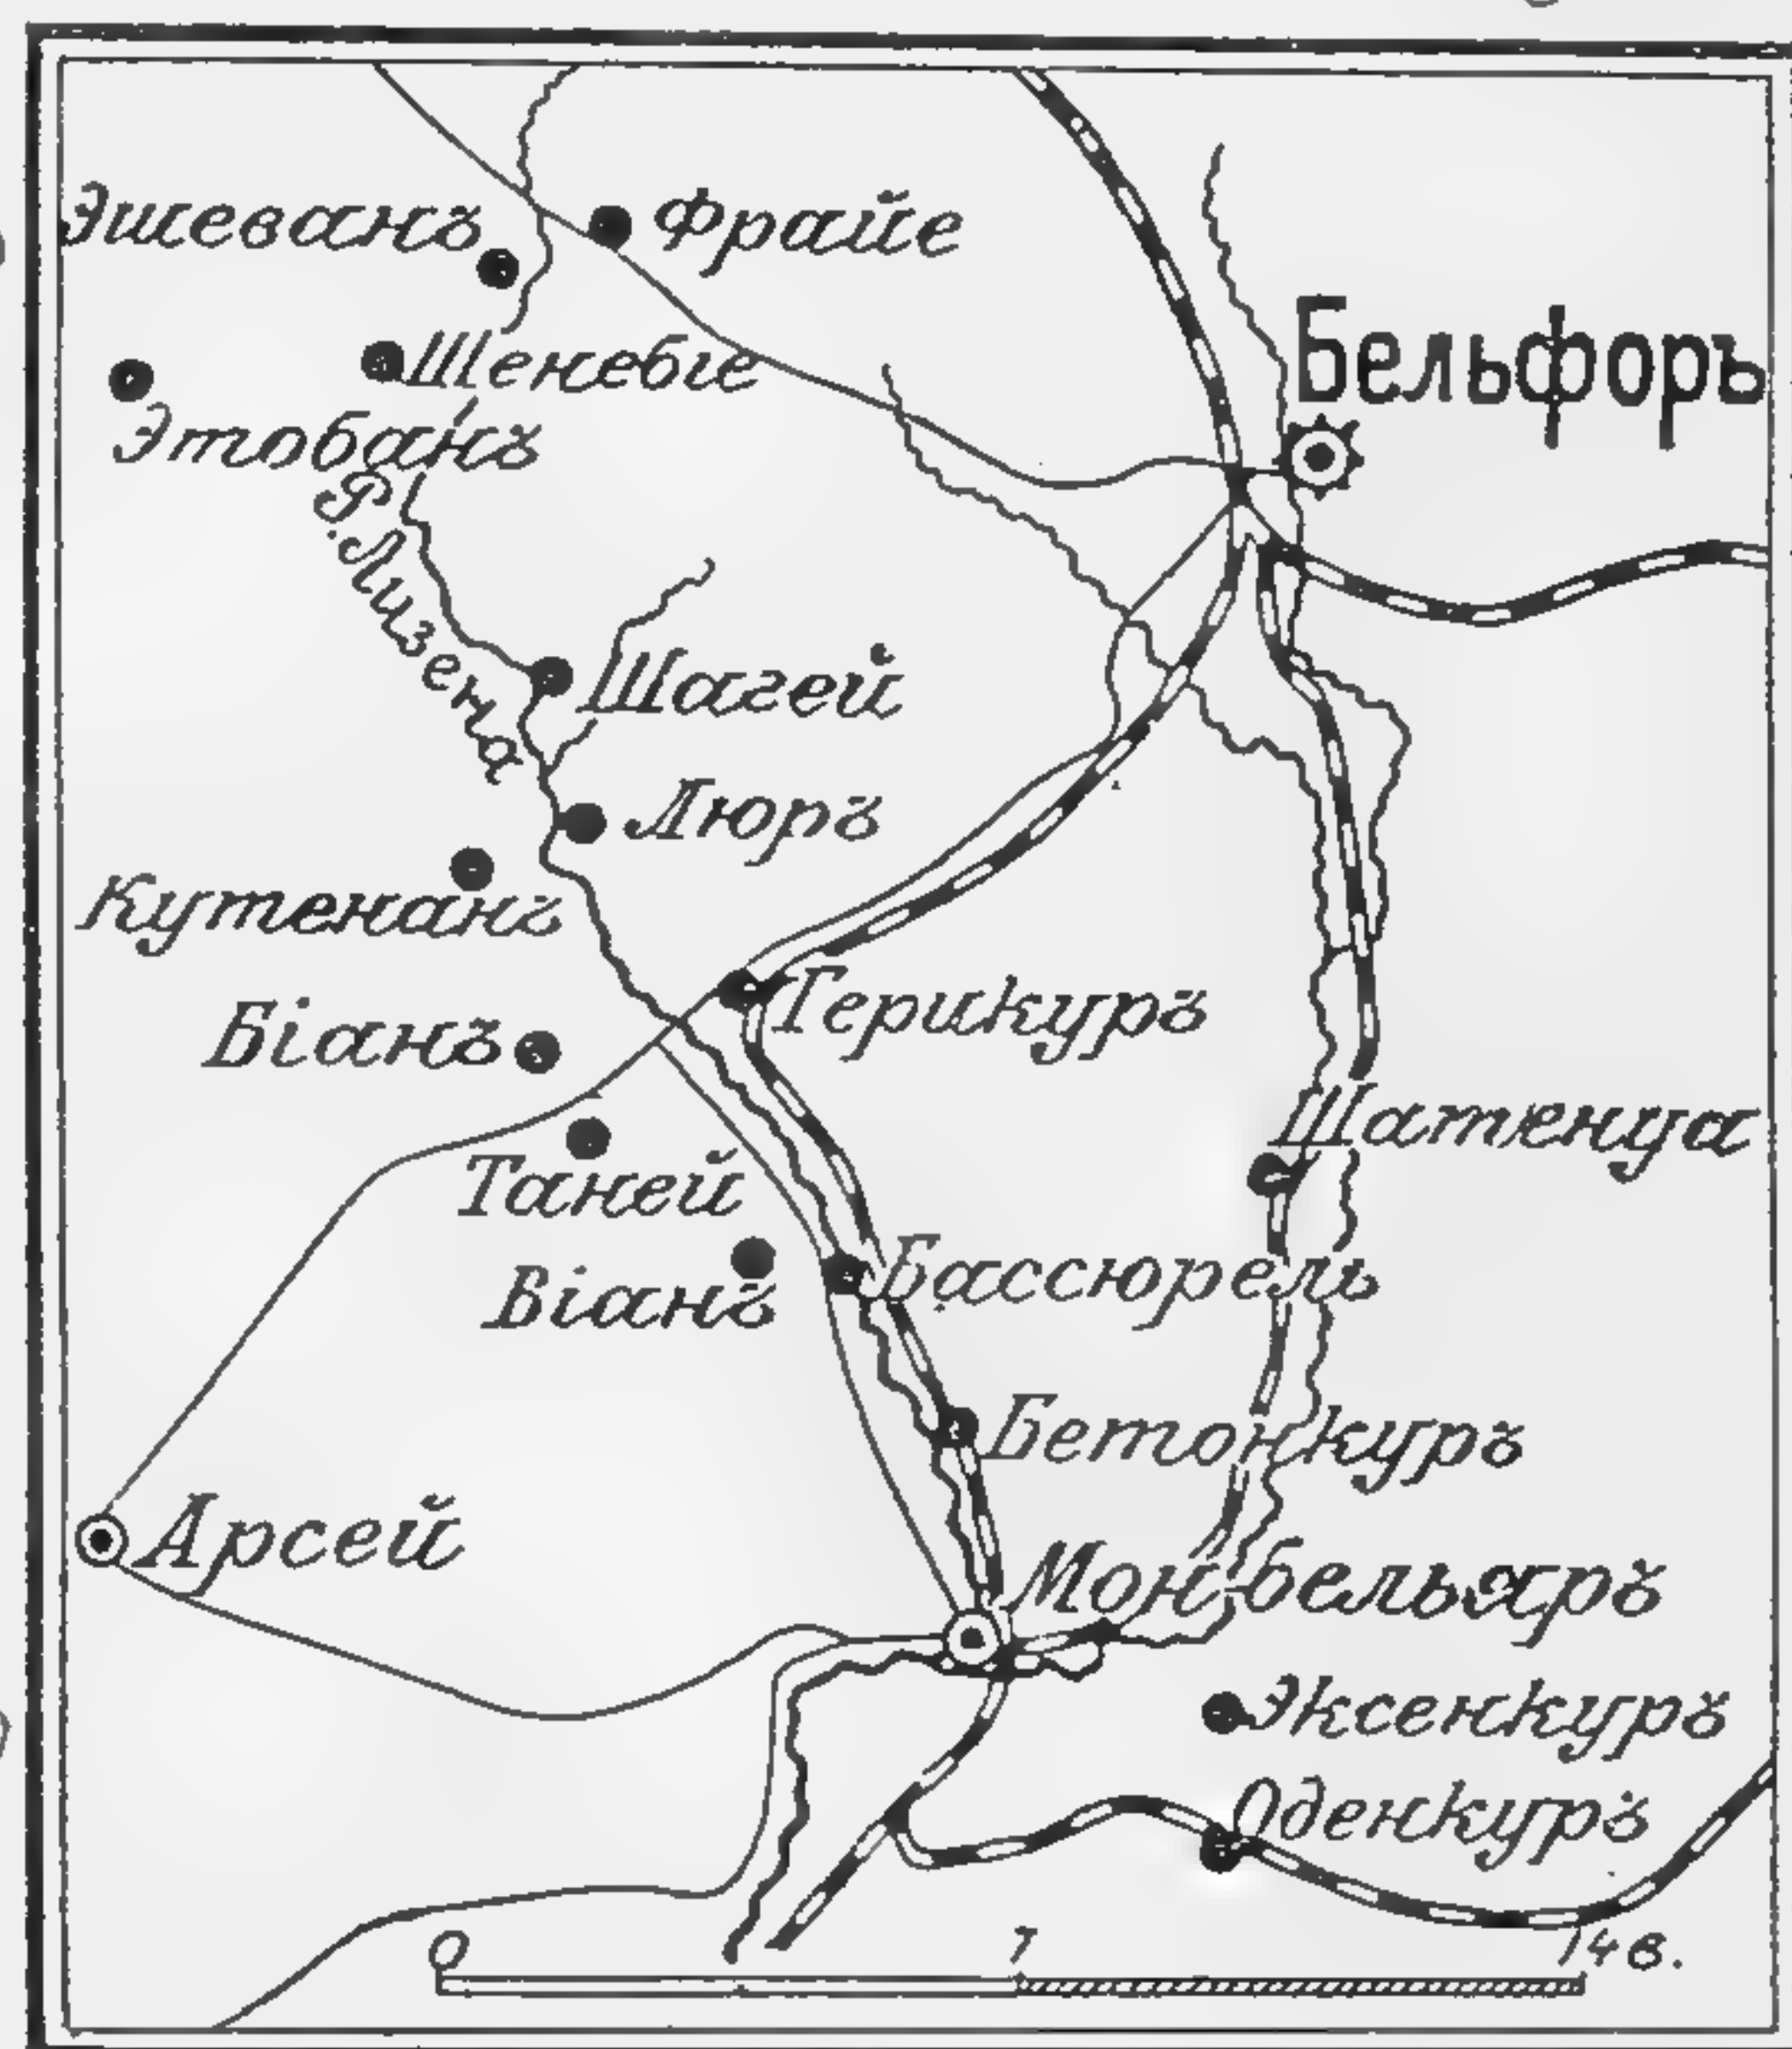 Эшеванъ
Фрайе
Бельфоръ
Шенебіе
Этобанъ
Р. Лизена
Шагей
Люръ
Кутенанъ
Герикуръ
Біанъ
Шатенуа
Таней
Бассюрель
Віанъ
Бетонкуръ
Арсей
Монбельяръ
Эксенкуръ
Оденкуръ
0 7 14 в.